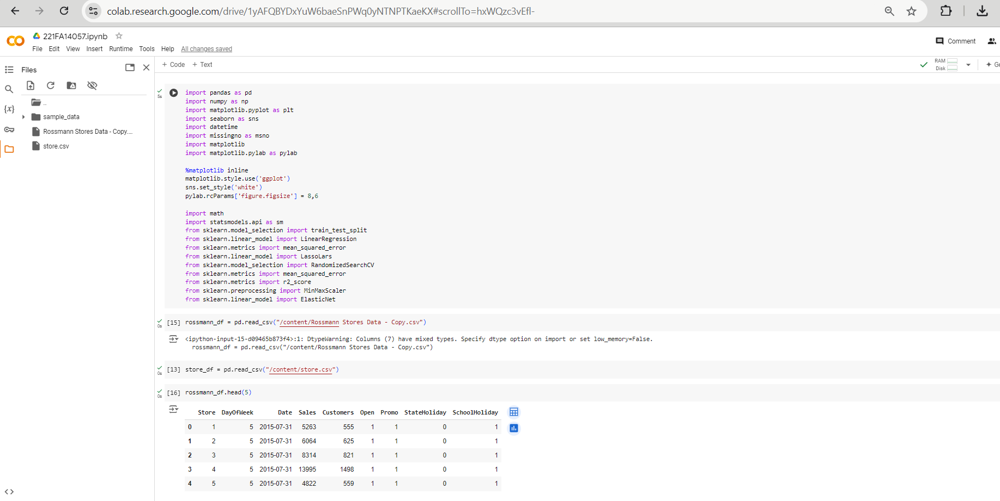 colab.research.google.com/drive/1yAFQBYDxYuW6baeSnPWq0yNTNPTKaeKX#scrollTo=hxWQzc3vEfl-
221FA14057.ipynb
File Edit View Insert Runtime Tools Help All changes saved
Comment
Files
+ Code + Text
RAM
Disk
Ge
..
sample_data
Rossmann Stores Data - Copy....
store.csv
5s
import pandas as pd
import numpy as np
import matplotlib.pyplot as plt
import seaborn as sns
import datetime
import missingno as msno
import matplotlib
import matplotlib.pylab as pylab
%matplotlib inline
matplotlib.style.use('ggplot')
sns.set_style('white')
pylab.rcParams['figure.figsize'] = 8,6
import math
import statsmodels.api as sm
from sklearn.model_selection import train_test_split
from sklearn.linear_model import LinearRegression
from sklearn.metrics import mean_squared_error
from sklearn.linear_model import LassoLars
from sklearn.model_selection import RandomizedSearchCV
from sklearn.metrics import mean_squared_error
from sklearn.metrics import r2_score
from sklearn.preprocessing import MinMaxScaler
from sklearn.linear_model import ElasticNet
0s [15] rossmann_df = pd.read_csv("/content/Rossmann Stores Data - Copy.csv")
<ipython-input-15-d09465b873f4>:1: DtypeWarning: Columns (7) have mixed types. Specify dtype option on import or set low_memory=False.
rossmann_df = pd.read_csv("/content/Rossmann Stores Data - Copy.csv")
0s [13] store_df = pd.read_csv("/content/store.csv")
0s [16] rossmann_df.head(5)
Store DayOfWeek Date Sales Customers Open Promo StateHoliday SchoolHoliday
0 1 5 2015-07-31 5263 555 1 1 0 1
1 2 5 2015-07-31 6064 625 1 1 0 1
2 3 5 2015-07-31 8314 821 1 1 0 1
3 4 5 2015-07-31 13995 1498 1 1 0 1
4 5 5 2015-07-31 4822 559 1 1 0 1